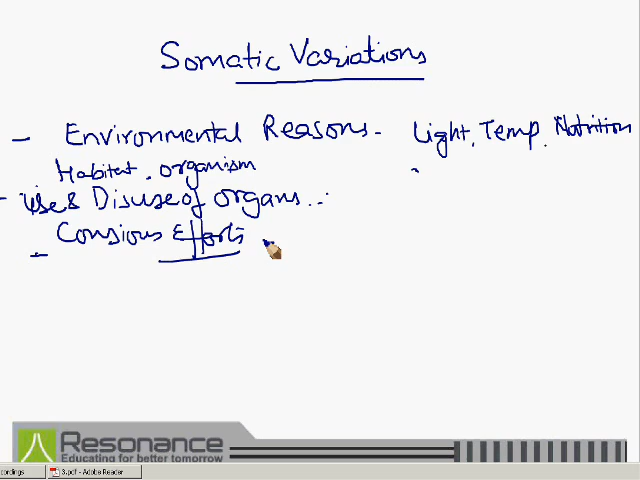 Somatic Variations
- Environmental Reasons - Light, Temp, Nutrition
Habitat, organism
- Use & Disuse of organs...
- Consious Efforts
Resonance
Educating for better tomorrow
cordings 3.pdf - Adobe Reader